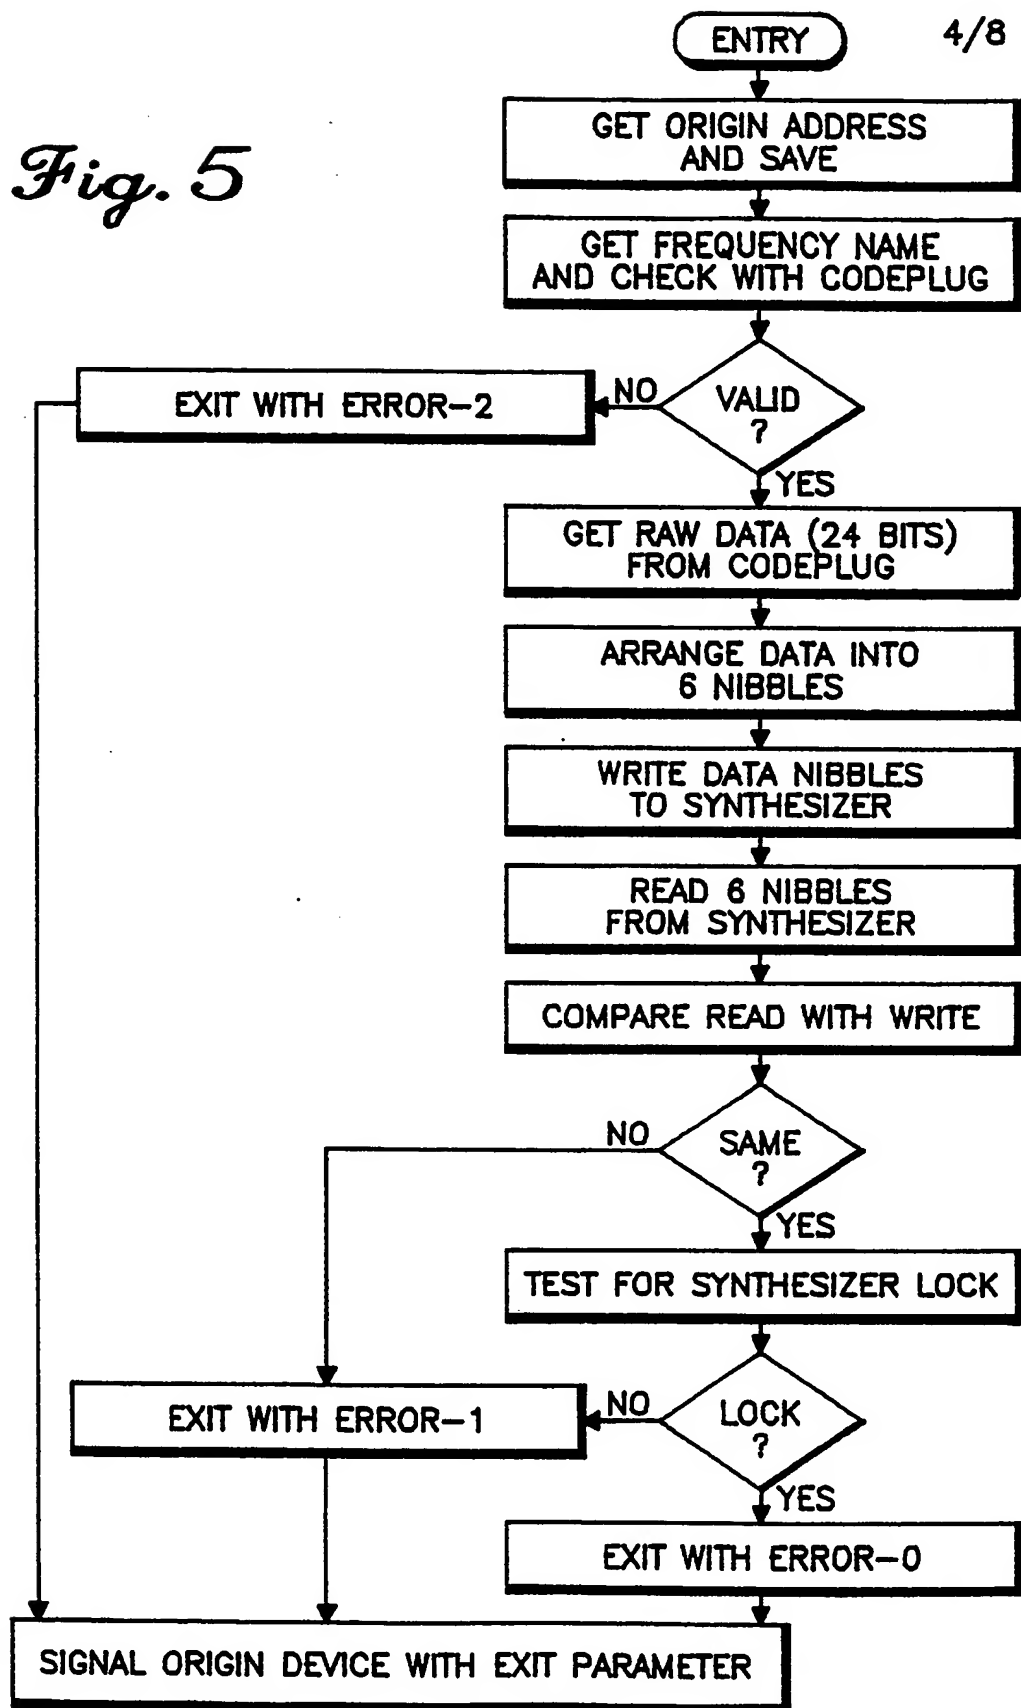 ENTRY
4/8
Fig. 5
GET ORIGIN ADDRESS
AND SAVE
GET FREQUENCY NAME
AND CHECK WITH CODEPLUG
EXIT WITH ERROR-2
NO
VALID
?
YES
GET RAW DATA (24 BITS)
FROM CODEPLUG
ARRANGE DATA INTO
6 NIBBLES
WRITE DATA NIBBLES
TO SYNTHESIZER
READ 6 NIBBLES
FROM SYNTHESIZER
COMPARE READ WITH WRITE
NO
SAME
?
YES
TEST FOR SYNTHESIZER LOCK
EXIT WITH ERROR-1
NO
LOCK
?
YES
EXIT WITH ERROR-0
SIGNAL ORIGIN DEVICE WITH EXIT PARAMETER